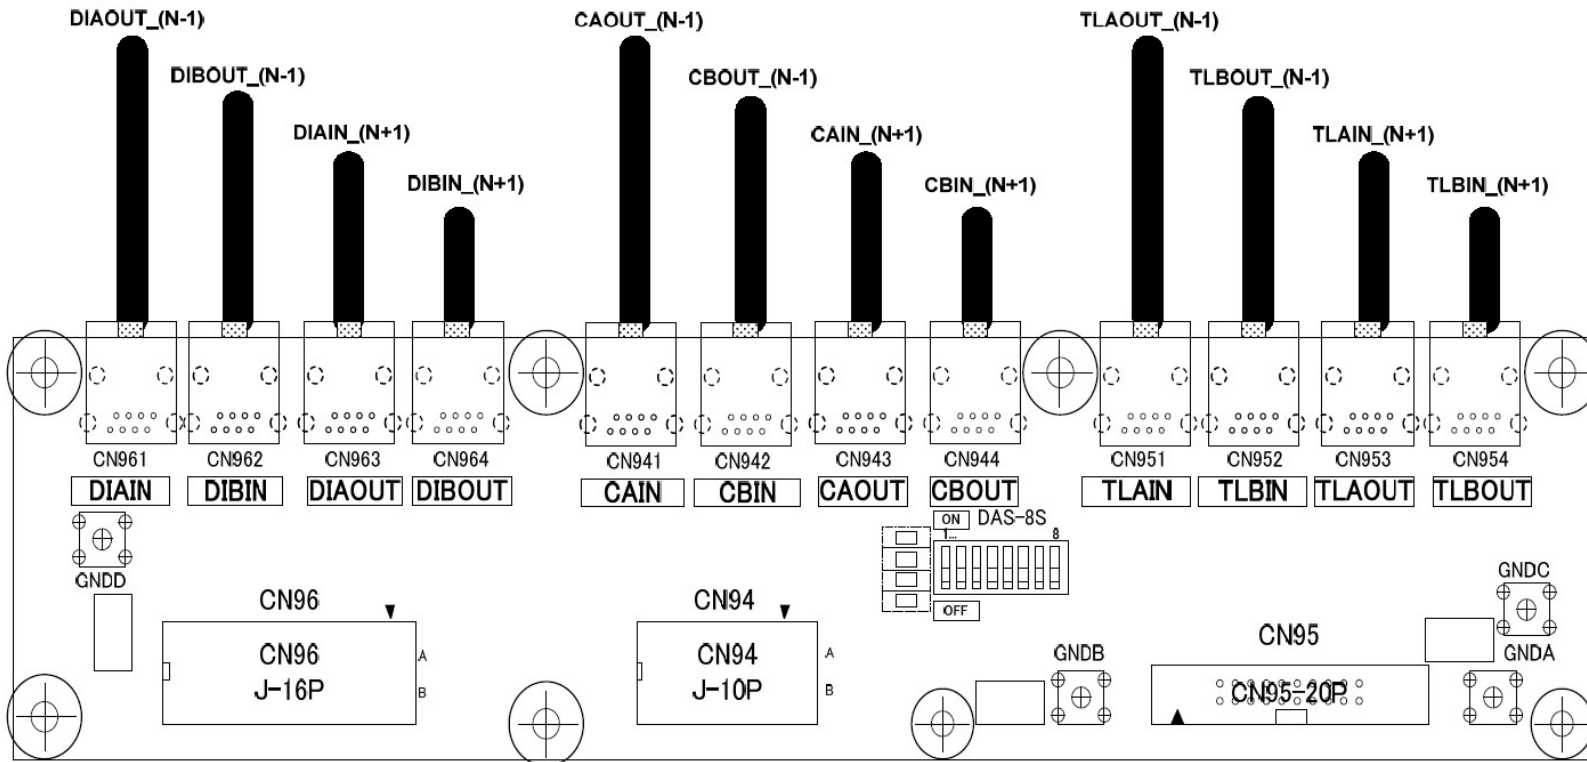 DIAOUT_(N-1)
CAOUT_(N-1)
TLAOUT_(N-1)
DIBOUT_(N-1)
CBOUT_(N-1)
TLBOUT_(N-1)
DIAIN_(N+1)
CAIN_(N+1)
TLAIN_(N+1)
DIBIN_(N+1)
CBIN_(N+1)
TLBIN_(N+1)
CN961
CN962
CN963
CN964
CN941
CN942
CN943
CN944
CN951
CN952
CN953
CN954
DIAIN
DIBIN
DIAOUT
DIBOUT
CAIN
CBIN
CAOUT
CBOUT
TLAIN
TLBIN
TLAOUT
TLBOUT
ON DAS-8S
1... 8
OFF
GNDD
CN96
CN96
J-16P
A
B
CN94
CN94
J-10P
A
B
GNDB
CN95
CN95-20P
GNDC
GNDA